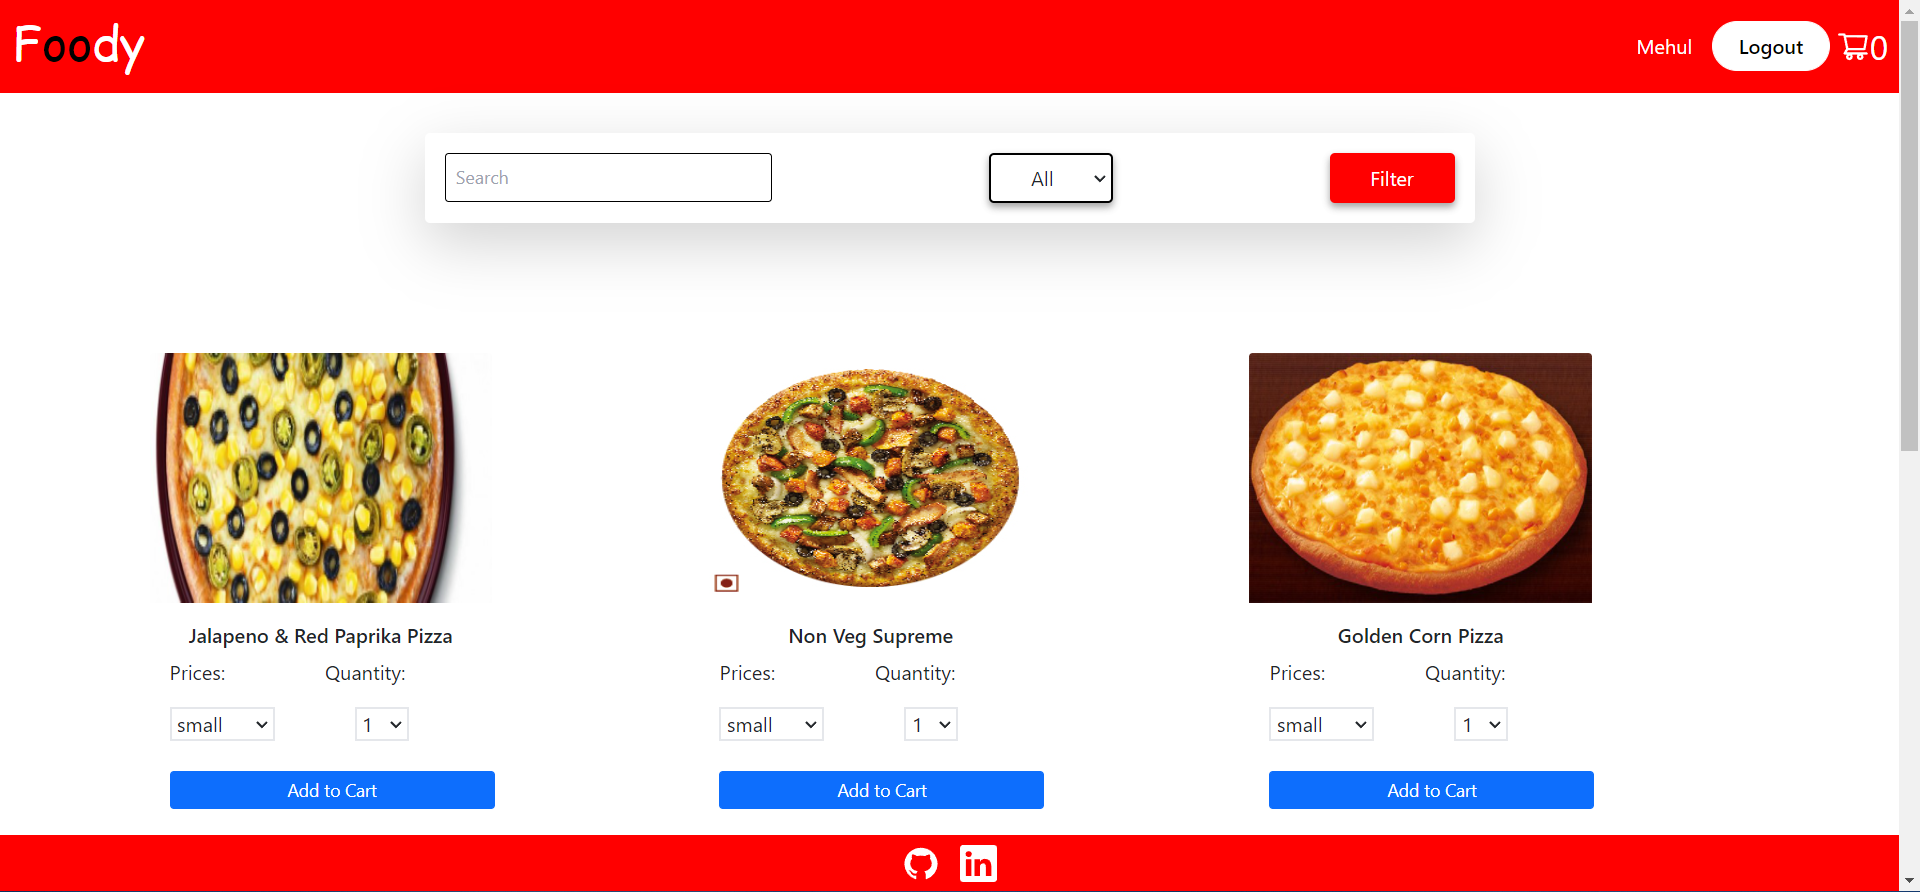 Foody
Mehul Logout 0
Search All Filter
Jalapeno & Red Paprika Pizza
Prices: Quantity:
small 1
Add to Cart
Non Veg Supreme
Prices: Quantity:
small 1
Add to Cart
Golden Corn Pizza
Prices: Quantity:
small 1
Add to Cart
in